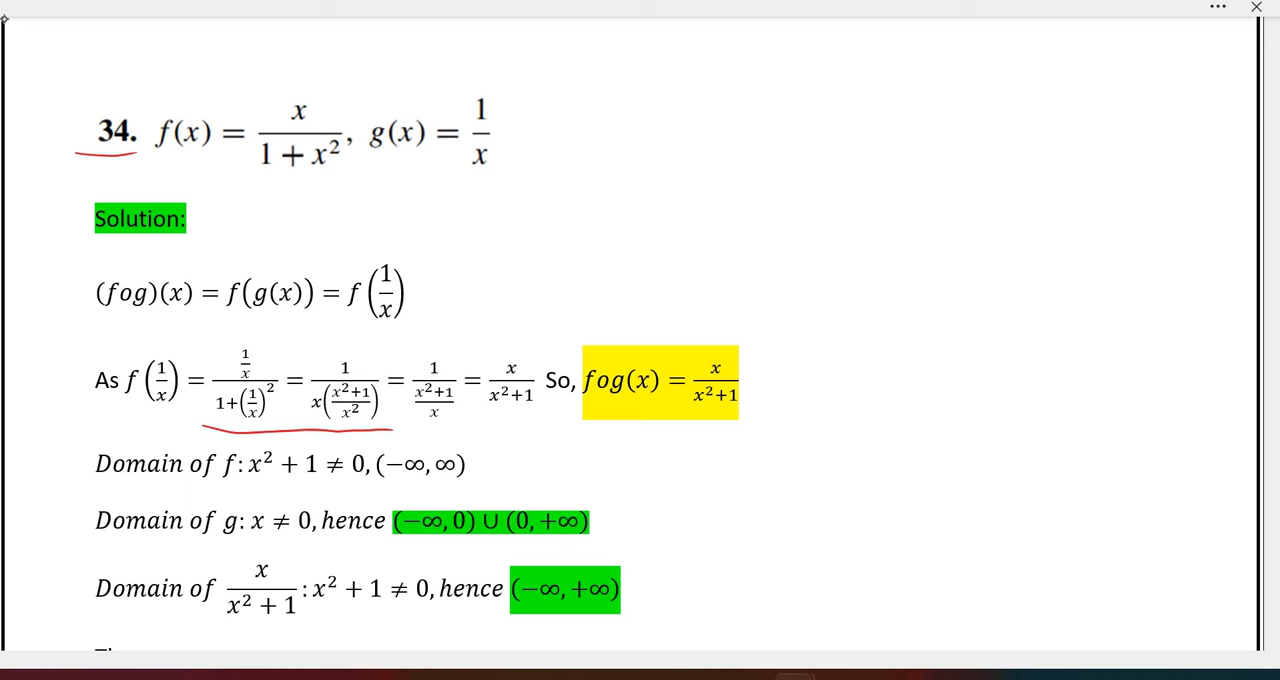 34. f(x) = x/(1 + x²), g(x) = 1/x
Solution:
(fog)(x) = f(g(x)) = f(1/x)
As f(1/x) = (1/x)/(1+(1/x)²) = 1/(x((x²+1)/x²)) = 1/((x²+1)/x) = x/(x²+1) So, fog(x) = x/(x²+1)
Domain of f: x² + 1 ≠ 0, (−∞, ∞)
Domain of g: x ≠ 0, hence (−∞, 0) ∪ (0, +∞)
Domain of x/(x² + 1) : x² + 1 ≠ 0, hence (−∞, +∞)